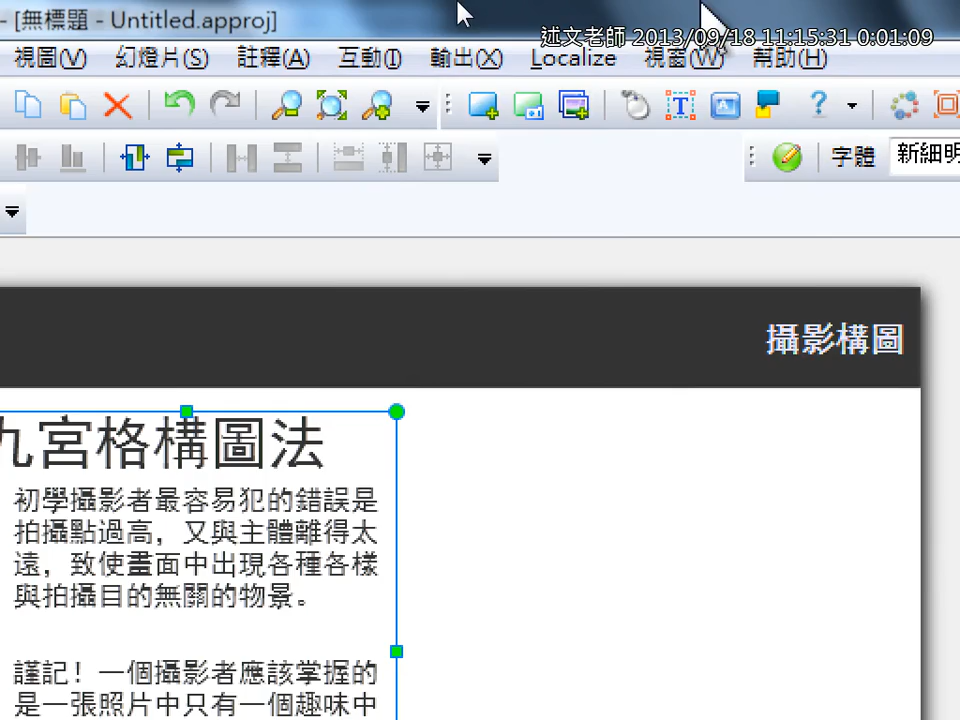 - [無標題 - Untitled.approj]
述文老師 2013/09/18 11:15:31 0:01:09
視圖(V) 幻燈片(S) 註釋(A) 互動(I) 輸出(X) Localize 視窗(W) 幫助(H)
字體 新細明
攝影構圖
九宮格構圖法
初學攝影者最容易犯的錯誤是
拍攝點過高，又與主體離得太
遠，致使畫面中出現各種各樣
與拍攝目的無關的物景。
謹記！一個攝影者應該掌握的
是一張照片中只有一個趣味中